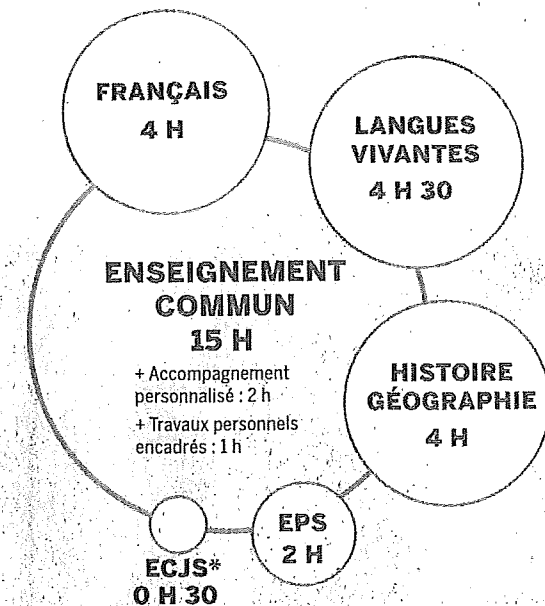 FRANÇAIS
4 H
LANGUES
VIVANTES
4 H 30
ENSEIGNEMENT
COMMUN
15 H
+ Accompagnement
personnalisé : 2 h
+ Travaux personnels
encadrés : 1 h
HISTOIRE
GÉOGRAPHIE
4 H
EPS
2 H
ECJS*
0 H 30